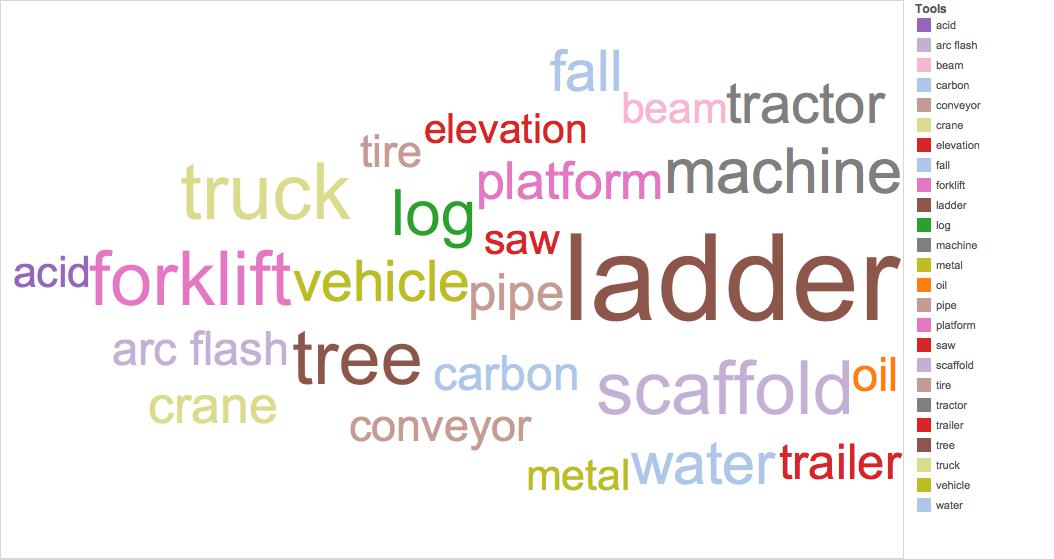 fall
beam tractor
elevation
tire
platform machine
truck
log
saw
acid forklift vehicle pipe ladder
arc flash tree carbon scaffold oil
crane
conveyor
metal water trailer
Tools
acid
arc flash
beam
carbon
conveyor
crane
elevation
fall
forklift
ladder
log
machine
metal
oil
pipe
platform
saw
scaffold
tire
tractor
trailer
tree
truck
vehicle
water